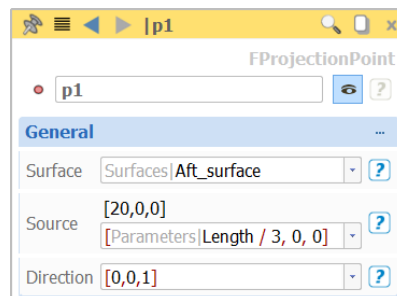 |p1
FProjectionPoint
p1
General
Surface Surfaces|Aft_surface
[20,0,0]
Source [Parameters|Length / 3, 0, 0]
Direction [0,0,1]